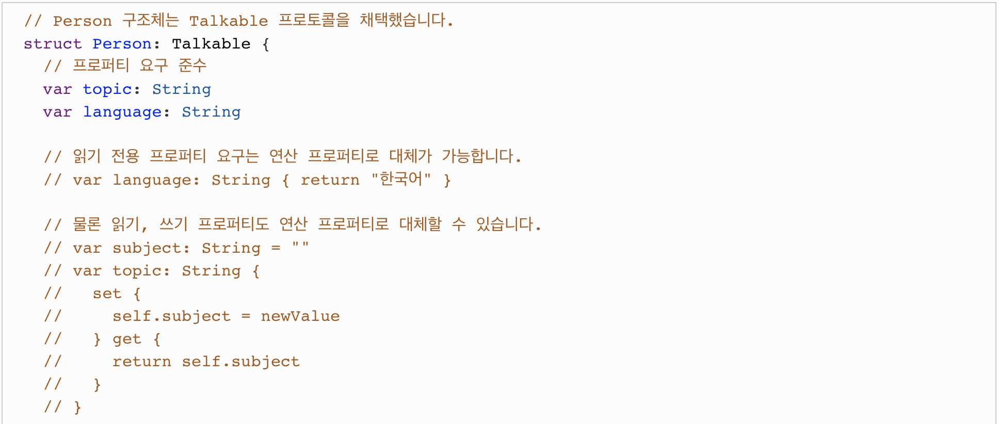 // Person 구조체는 Talkable 프로토콜을 채택했습니다.
struct Person: Talkable {
  // 프로퍼티 요구 준수
  var topic: String
  var language: String

  // 읽기 전용 프로퍼티 요구는 연산 프로퍼티로 대체가 가능합니다.
  // var language: String { return "한국어" }

  // 물론 읽기, 쓰기 프로퍼티도 연산 프로퍼티로 대체할 수 있습니다.
  // var subject: String = ""
  // var topic: String {
  //   set {
  //     self.subject = newValue
  //   } get {
  //     return self.subject
  //   }
  // }